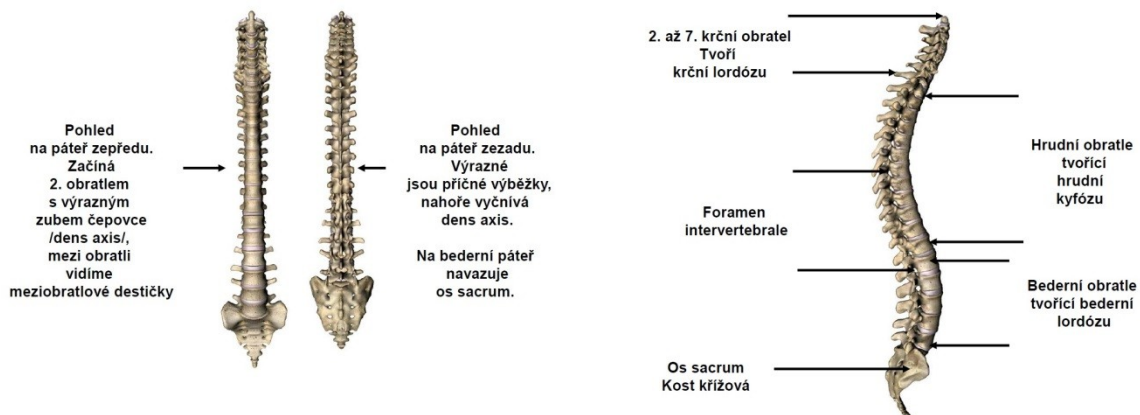 Pohled
na páteř zepředu.
Začíná
2. obratlem
s výrazným
zubem čepovce
/dens axis/,
mezi obratli
vidíme
meziobratlové destičky
Pohled
na páteř zezadu.
Výrazné
jsou příčné výběžky,
nahoře vyčnívá
dens axis.
Na bederní páteř
navazuje
os sacrum.
2. až 7. krční obratel
Tvoří
krční lordózu
Foramen
intervertebrale
Os sacrum
Kost křížová
Hrudní obratle
tvořící
hrudní
kyfózu
Bederní obratle
tvořící bederní
lordózu